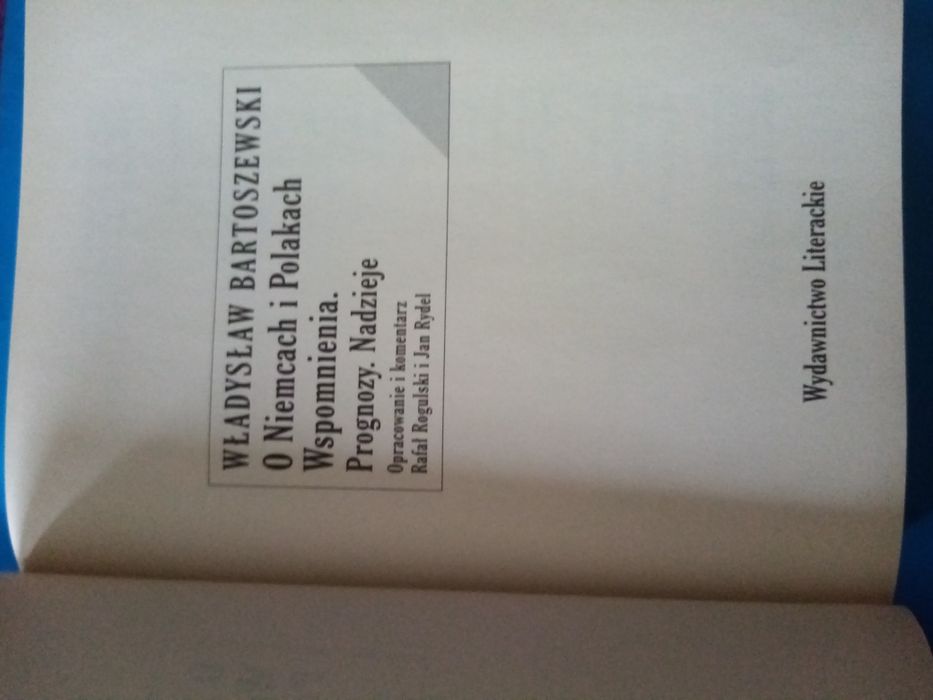 WŁADYSŁAW BARTOSZEWSKI
O Niemcach i Polakach
Wspomnienia.
Prognozy. Nadzieje
Opracowanie i komentarz
Rafał Rogulski i Jan Rydel
Wydawnictwo Literackie